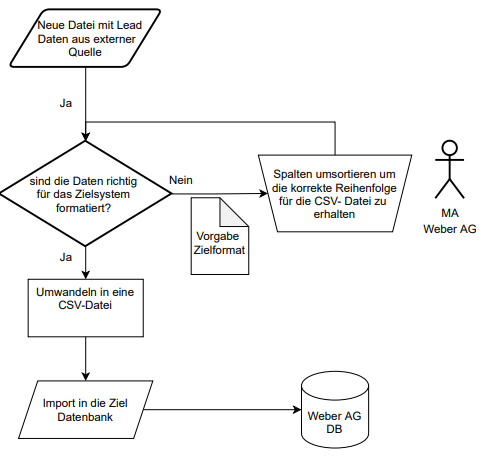 Neue Datei mit Lead
Daten aus externer
Quelle
Ja
sind die Daten richtig
für das Zielsystem
formatiert?
Nein
Spalten umsortieren um
die korrekte Reihenfolge
für die CSV- Datei zu
erhalten
MA
Weber AG
Vorgabe
Zielformat
Ja
Umwandeln in eine
CSV-Datei
Import in die Ziel
Datenbank
Weber AG
DB